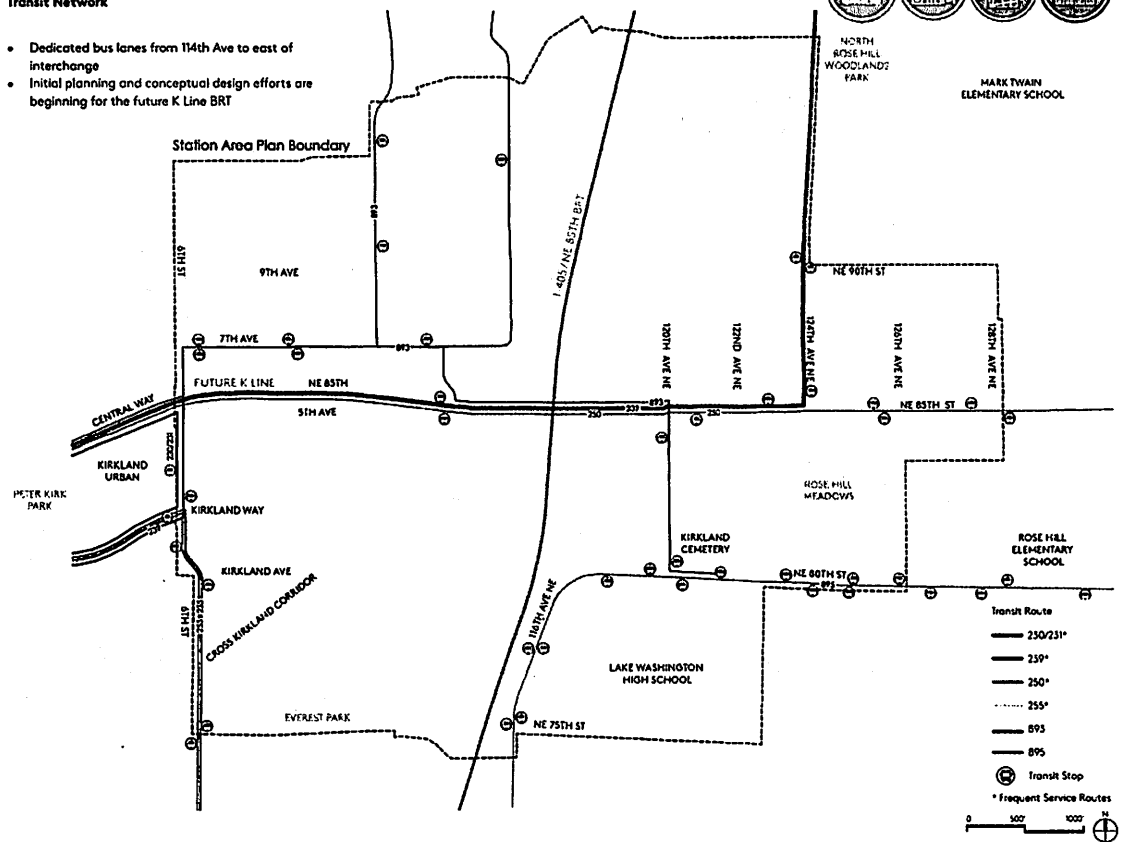 Transit Network
• Dedicated bus lanes from 114th Ave to east of
interchange
• Initial planning and conceptual design efforts are
beginning for the future K Line BRT
NORTH
ROSE HILL
WOODLANDS
PARK
MARK TWAIN
ELEMENTARY SCHOOL
Station Area Plan Boundary
893
6TH ST
9TH AVE
I-405/NE 85TH BRT
NE 90TH ST
7TH AVE
893
120TH AVE NE
122ND AVE NE
124TH AVE NE
126TH AVE NE
128TH AVE NE
FUTURE K LINE
NE 85TH
CENTRAL WAY
5TH AVE
893
239
250
250
NE 85TH ST
230/231
KIRKLAND
URBAN
PETER KIRK
PARK
KIRKLAND WAY
ROSE HILL
MEADOWS
KIRKLAND
CEMETERY
ROSE HILL
ELEMENTARY
SCHOOL
KIRKLAND AVE
NE 80TH ST
895
CROSS KIRKLAND CORRIDOR
6TH ST
116TH AVE NE
LAKE WASHINGTON
HIGH SCHOOL
EVEREST PARK
NE 75TH ST
Transit Route
230/231*
239*
250*
255*
893
895
Transit Stop
* Frequent Service Routes
0 500' 1000'
N